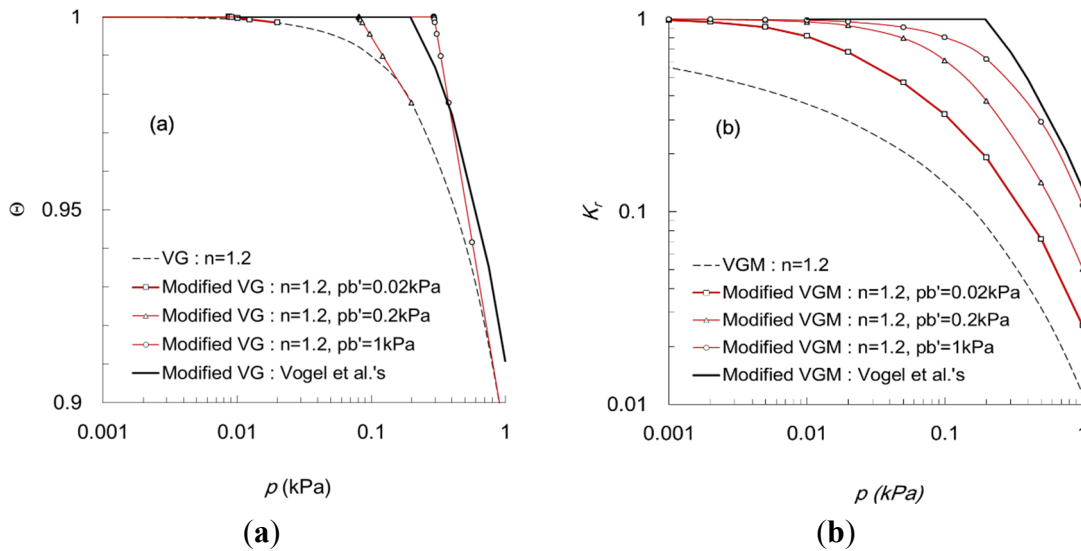 1
0.95
0.9
Θ
(a)
VG : n=1.2
Modified VG : n=1.2, pb'=0.02kPa
Modified VG : n=1.2, pb'=0.2kPa
Modified VG : n=1.2, pb'=1kPa
Modified VG : Vogel et al.'s
0.001 0.01 0.1 1
p (kPa)
(a)
1
0.1
0.01
Kr
(b)
VGM : n=1.2
Modified VGM : n=1.2, pb'=0.02kPa
Modified VGM : n=1.2, pb'=0.2kPa
Modified VGM : n=1.2, pb'=1kPa
Modified VGM : Vogel et al.'s
0.001 0.01 0.1 1
p (kPa)
(b)